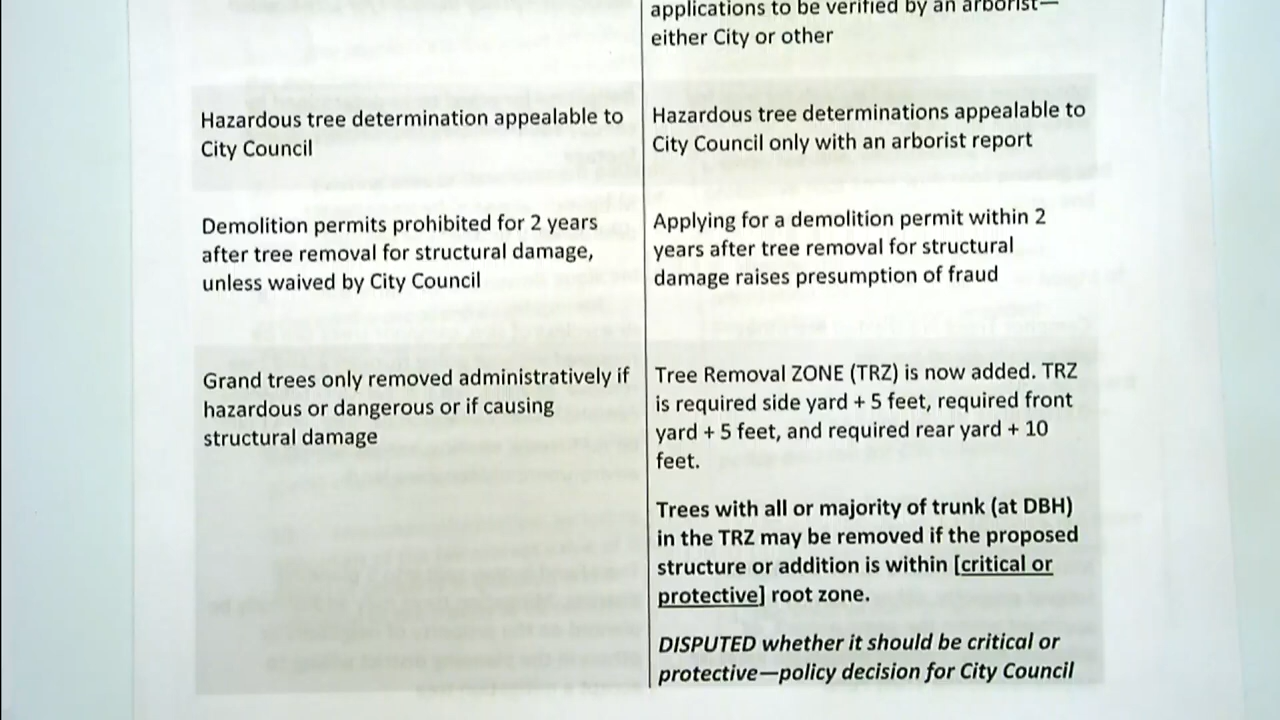 applications to be verified by an arborist—
either City or other
Hazardous tree determination appealable to
City Council
Hazardous tree determinations appealable to
City Council only with an arborist report
Demolition permits prohibited for 2 years
after tree removal for structural damage,
unless waived by City Council
Applying for a demolition permit within 2
years after tree removal for structural
damage raises presumption of fraud
Grand trees only removed administratively if
hazardous or dangerous or if causing
structural damage
Tree Removal ZONE (TRZ) is now added. TRZ
is required side yard + 5 feet, required front
yard + 5 feet, and required rear yard + 10
feet.
Trees with all or majority of trunk (at DBH)
in the TRZ may be removed if the proposed
structure or addition is within [critical or
protective] root zone.
DISPUTED whether it should be critical or
protective—policy decision for City Council